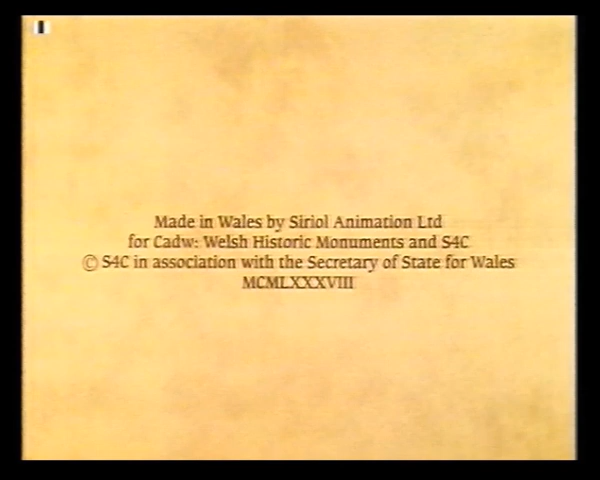 Made in Wales by Siriol Animation Ltd
for Cadw: Welsh Historic Monuments and S4C
© S4C in association with the Secretary of State for Wales
MCMLXXXVIII